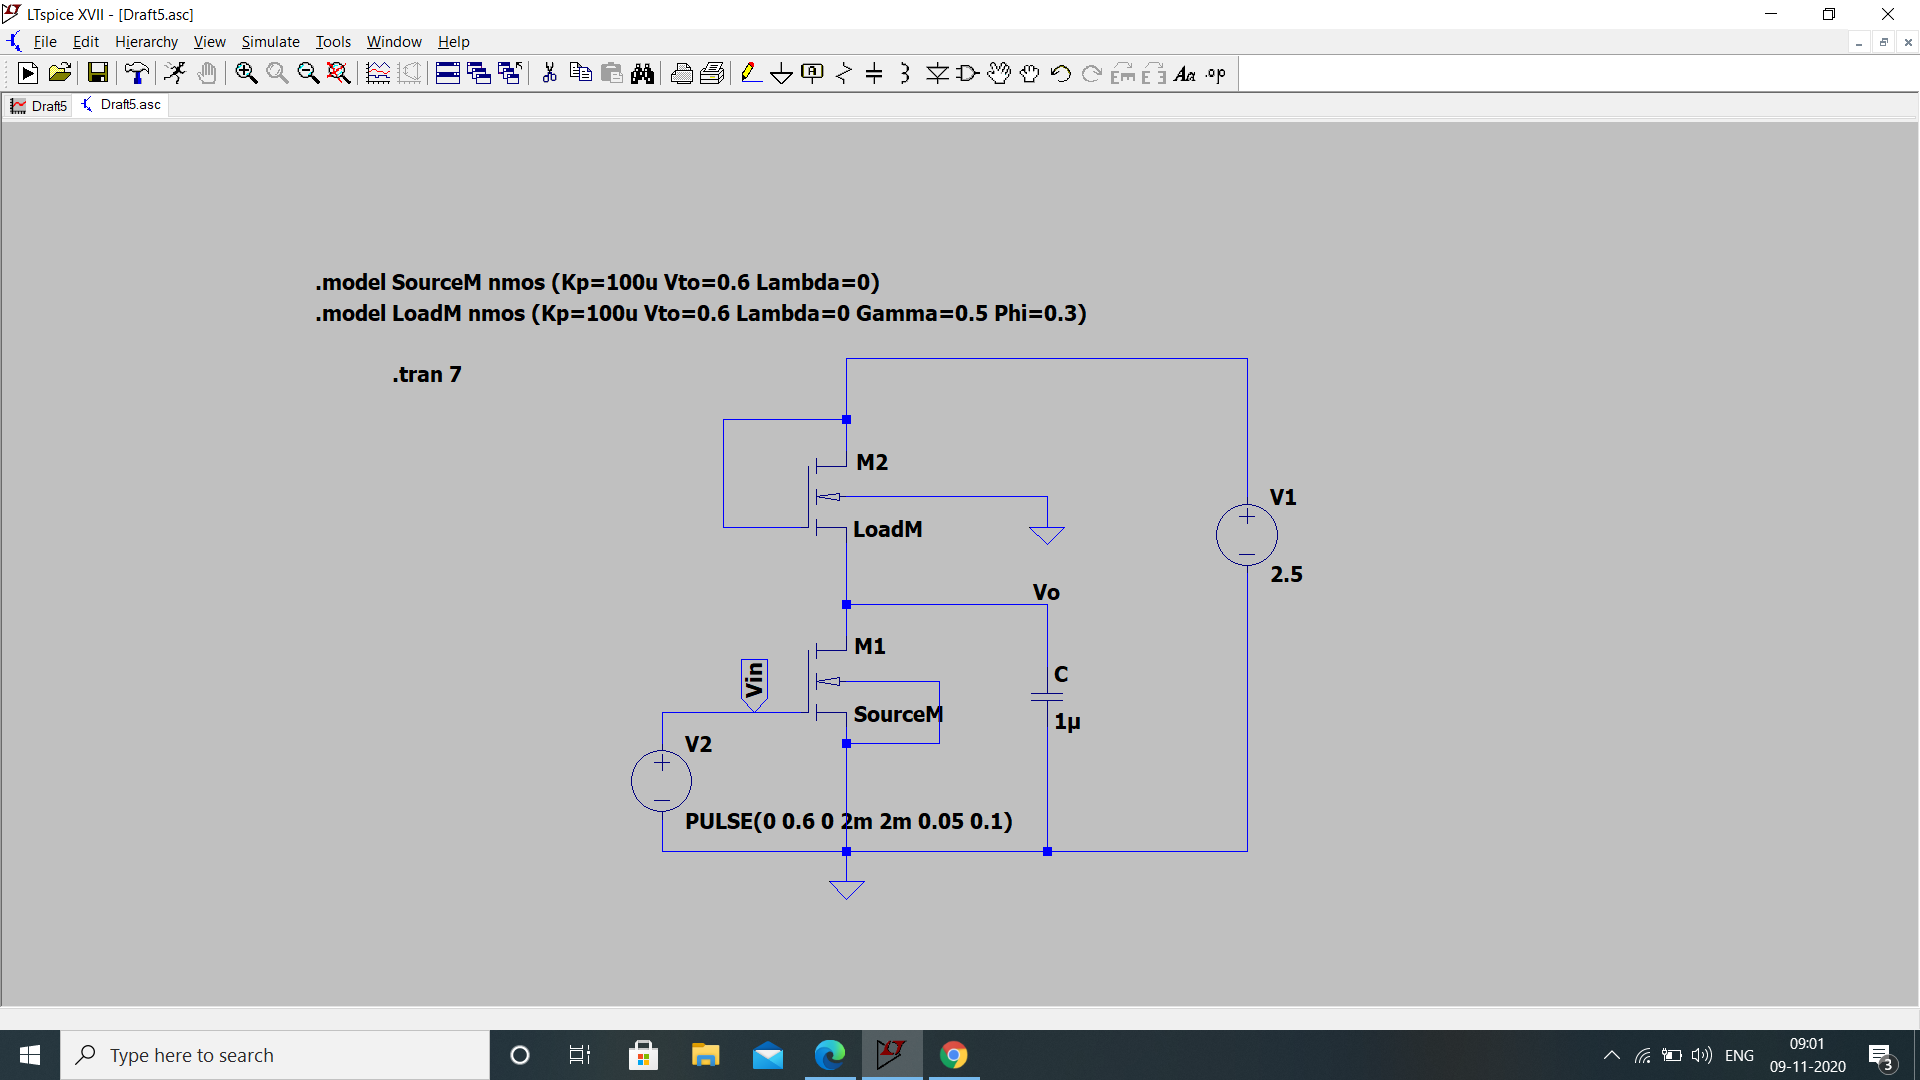 LTspice XVII - [Draft5.asc]
File Edit Hierarchy View Simulate Tools Window Help
Draft5 Draft5.asc
.model SourceM nmos (Kp=100u Vto=0.6 Lambda=0)
.model LoadM nmos (Kp=100u Vto=0.6 Lambda=0 Gamma=0.5 Phi=0.3)
.tran 7
M2
V1
LoadM
2.5
Vo
M1
Vin
C
SourceM
1µ
V2
PULSE(0 0.6 0 2m 2m 0.05 0.1)
Type here to search
ENG
09:01
09-11-2020
3